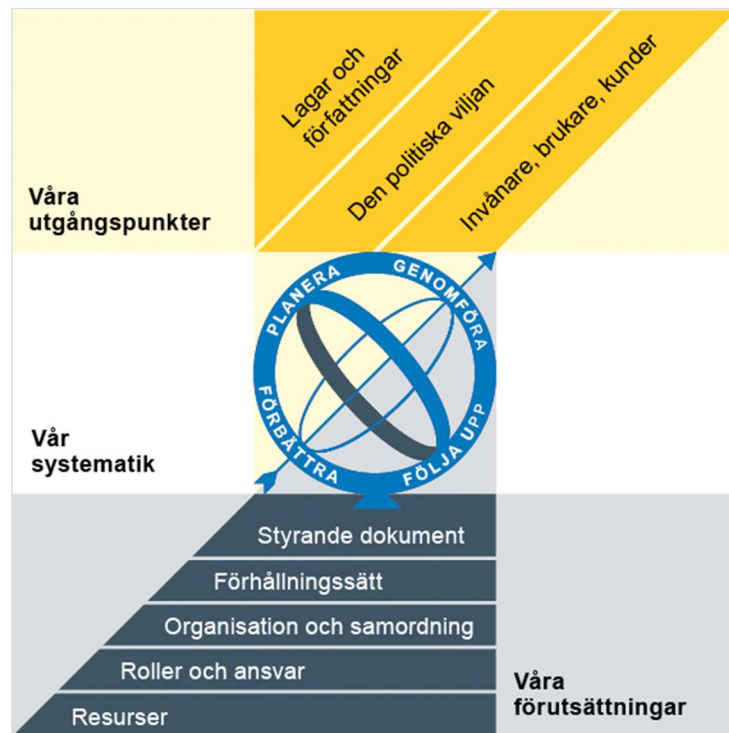 Lagar och
författningar
Den politiska viljan
Invånare, brukare, kunder
Våra
utgångspunkter
PLANERA
GENOMFÖRA
FÖLJA UPP
FÖRBÄTTRA
Vår
systematik
Styrande dokument
Förhållningssätt
Organisation och samordning
Roller och ansvar
Resurser
Våra
förutsättningar